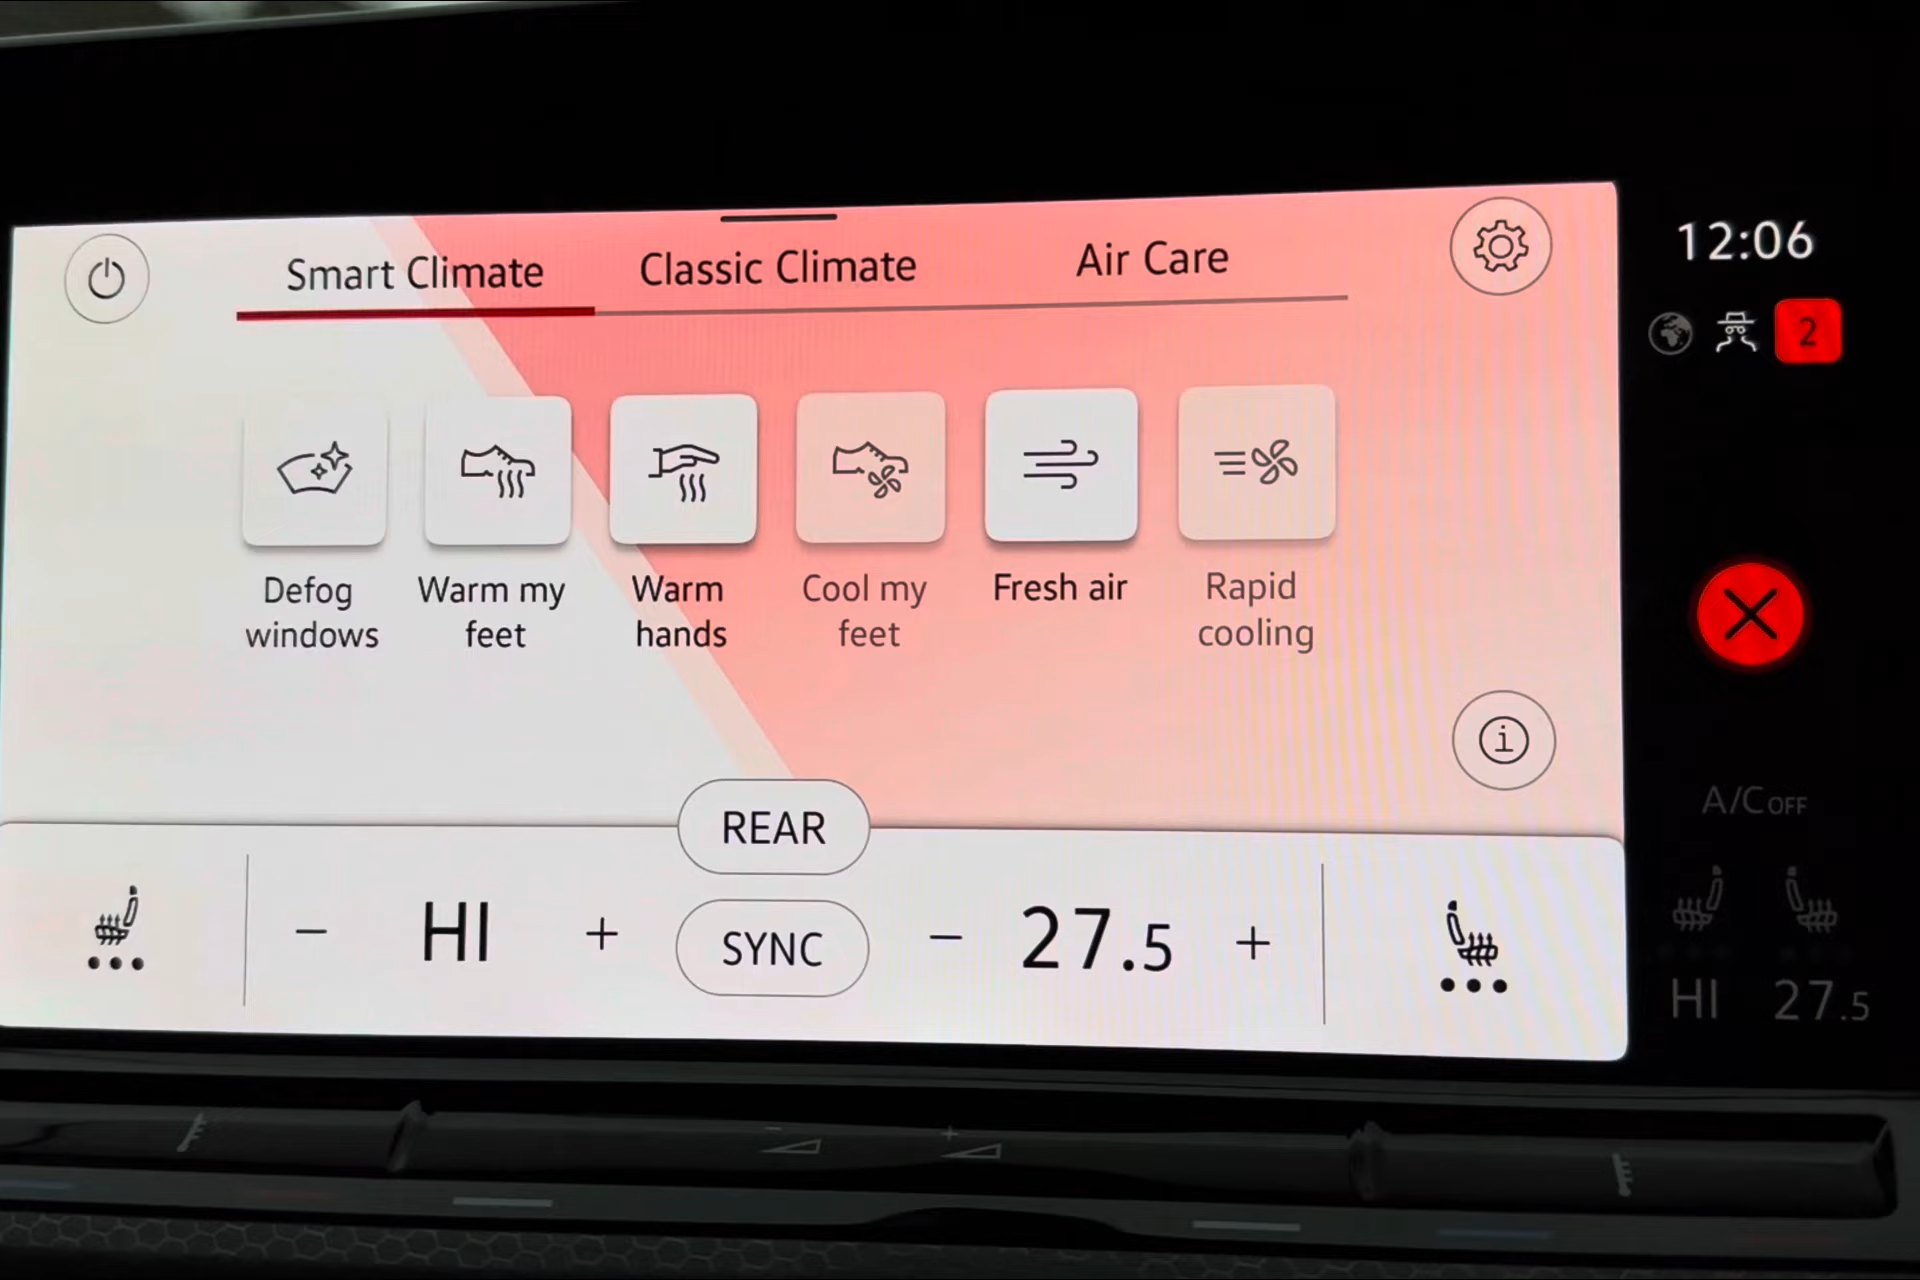 Smart Climate
Classic Climate
Air Care
12:06
2
Defog
windows
Warm my
feet
Warm
hands
Cool my
feet
Fresh air
Rapid
cooling
i
A/C OFF
REAR
− HI +
SYNC
− 27.5 +
HI 27.5
− +